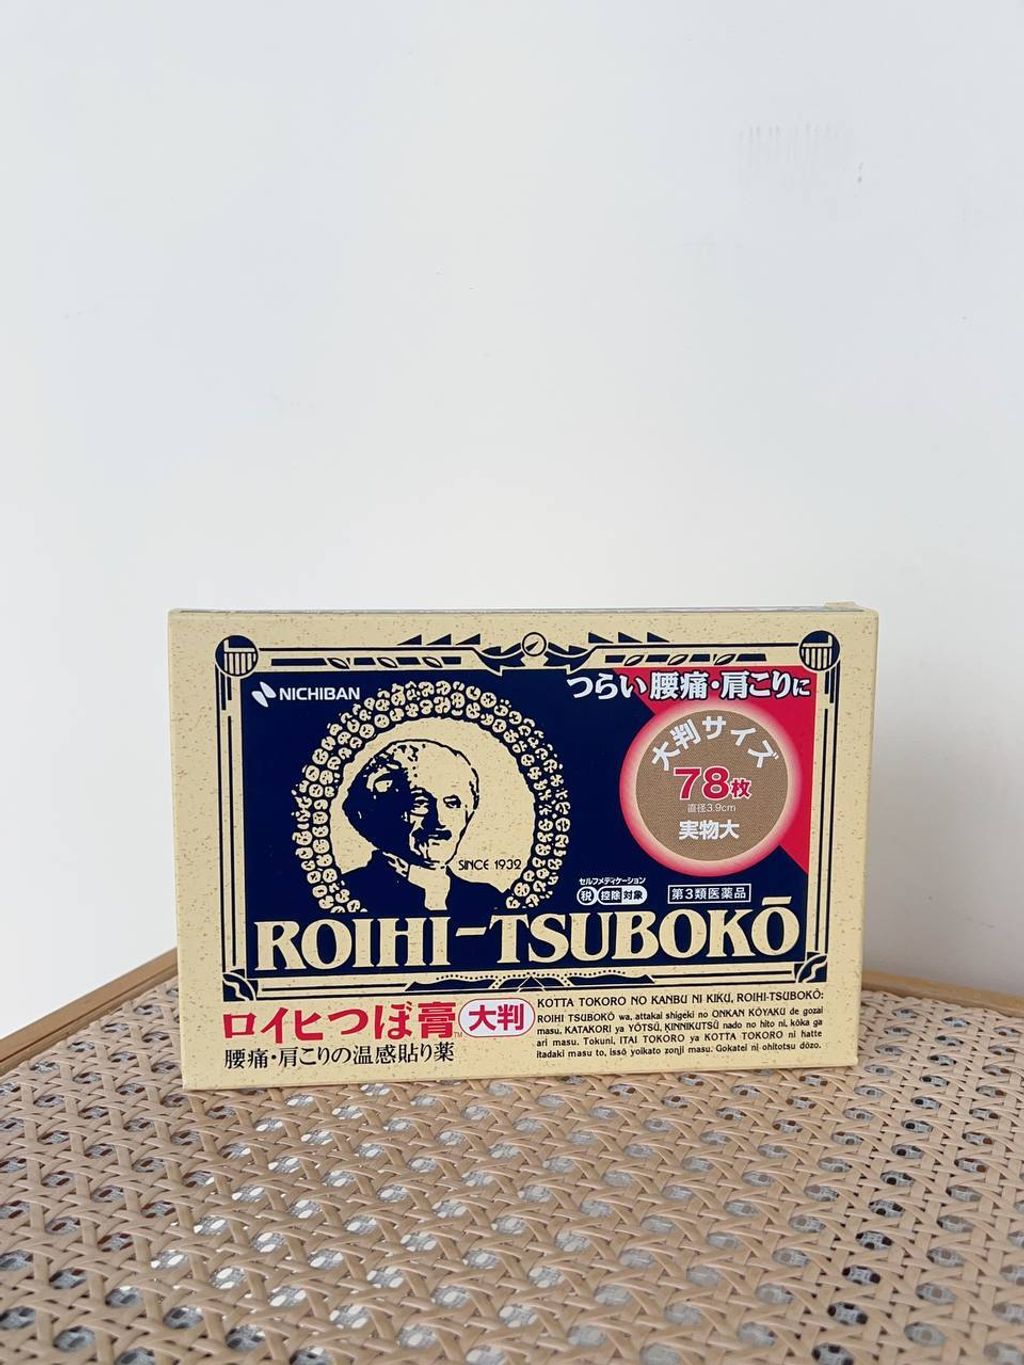 NICHIBAN
つらい腰痛・肩こりに
大判サイズ
78枚
直径3.9cm
実物大
SINCE 1932
セルフメディケーション
税 控除 対象
第3類医薬品
ROIHI-TSUBOKŌ
ロイヒつぼ膏™ 大判
腰痛・肩こりの温感貼り薬
KOTTA TOKORO NO KANBU NI KIKU, ROIHI-TSUBOKŌ:
ROIHI TSUBOKŌ wa, attakai shigeki no ONKAN KŌYAKU de gozai
masu. KATAKORI ya YŌTSŪ, KINNIKUTSŪ nado no hito ni, kōka ga
ari masu. Tokuni, ITAI TOKORO ya KOTTA TOKORO ni hatte
itadaki masu to, issō yoikato zonji masu. Gokatei ni ohitotsu dōzo.